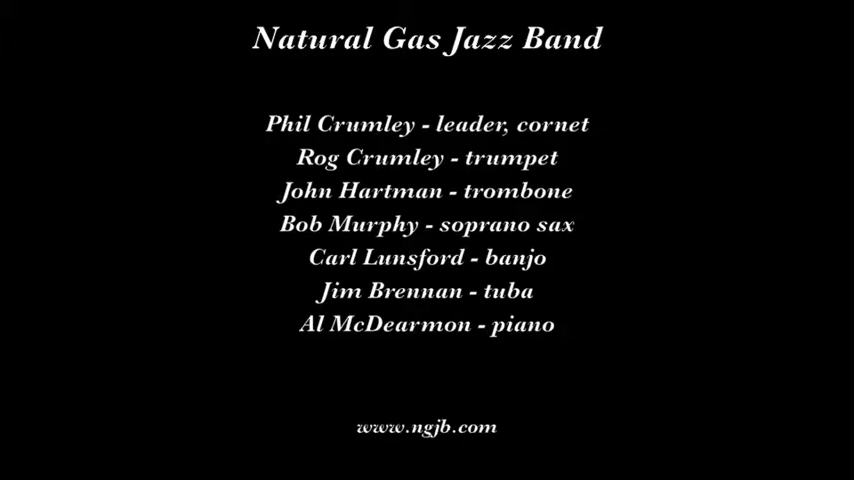 Natural Gas Jazz Band
Phil Crumley - leader, cornet
Rog Crumley - trumpet
John Hartman - trombone
Bob Murphy - soprano sax
Carl Lunsford - banjo
Jim Brennan - tuba
Al McDearmon - piano
www.ngjb.com